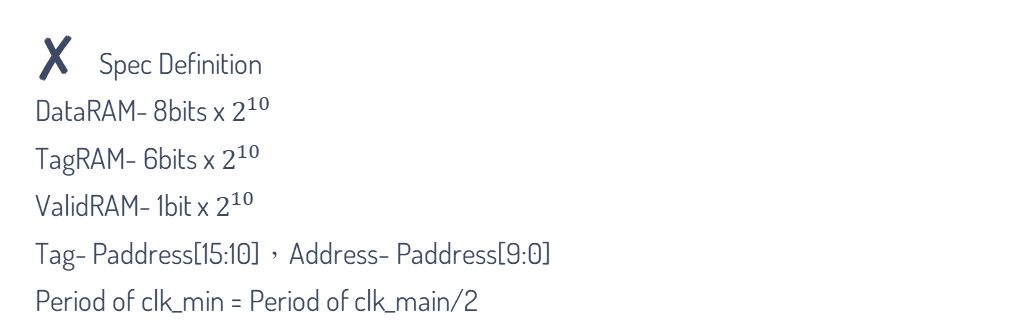 ✗ Spec Definition
DataRAM- 8bits x 2¹⁰
TagRAM- 6bits x 2¹⁰
ValidRAM- 1bit x 2¹⁰
Tag- Paddress[15:10] , Address- Paddress[9:0]
Period of clk_min = Period of clk_main/2